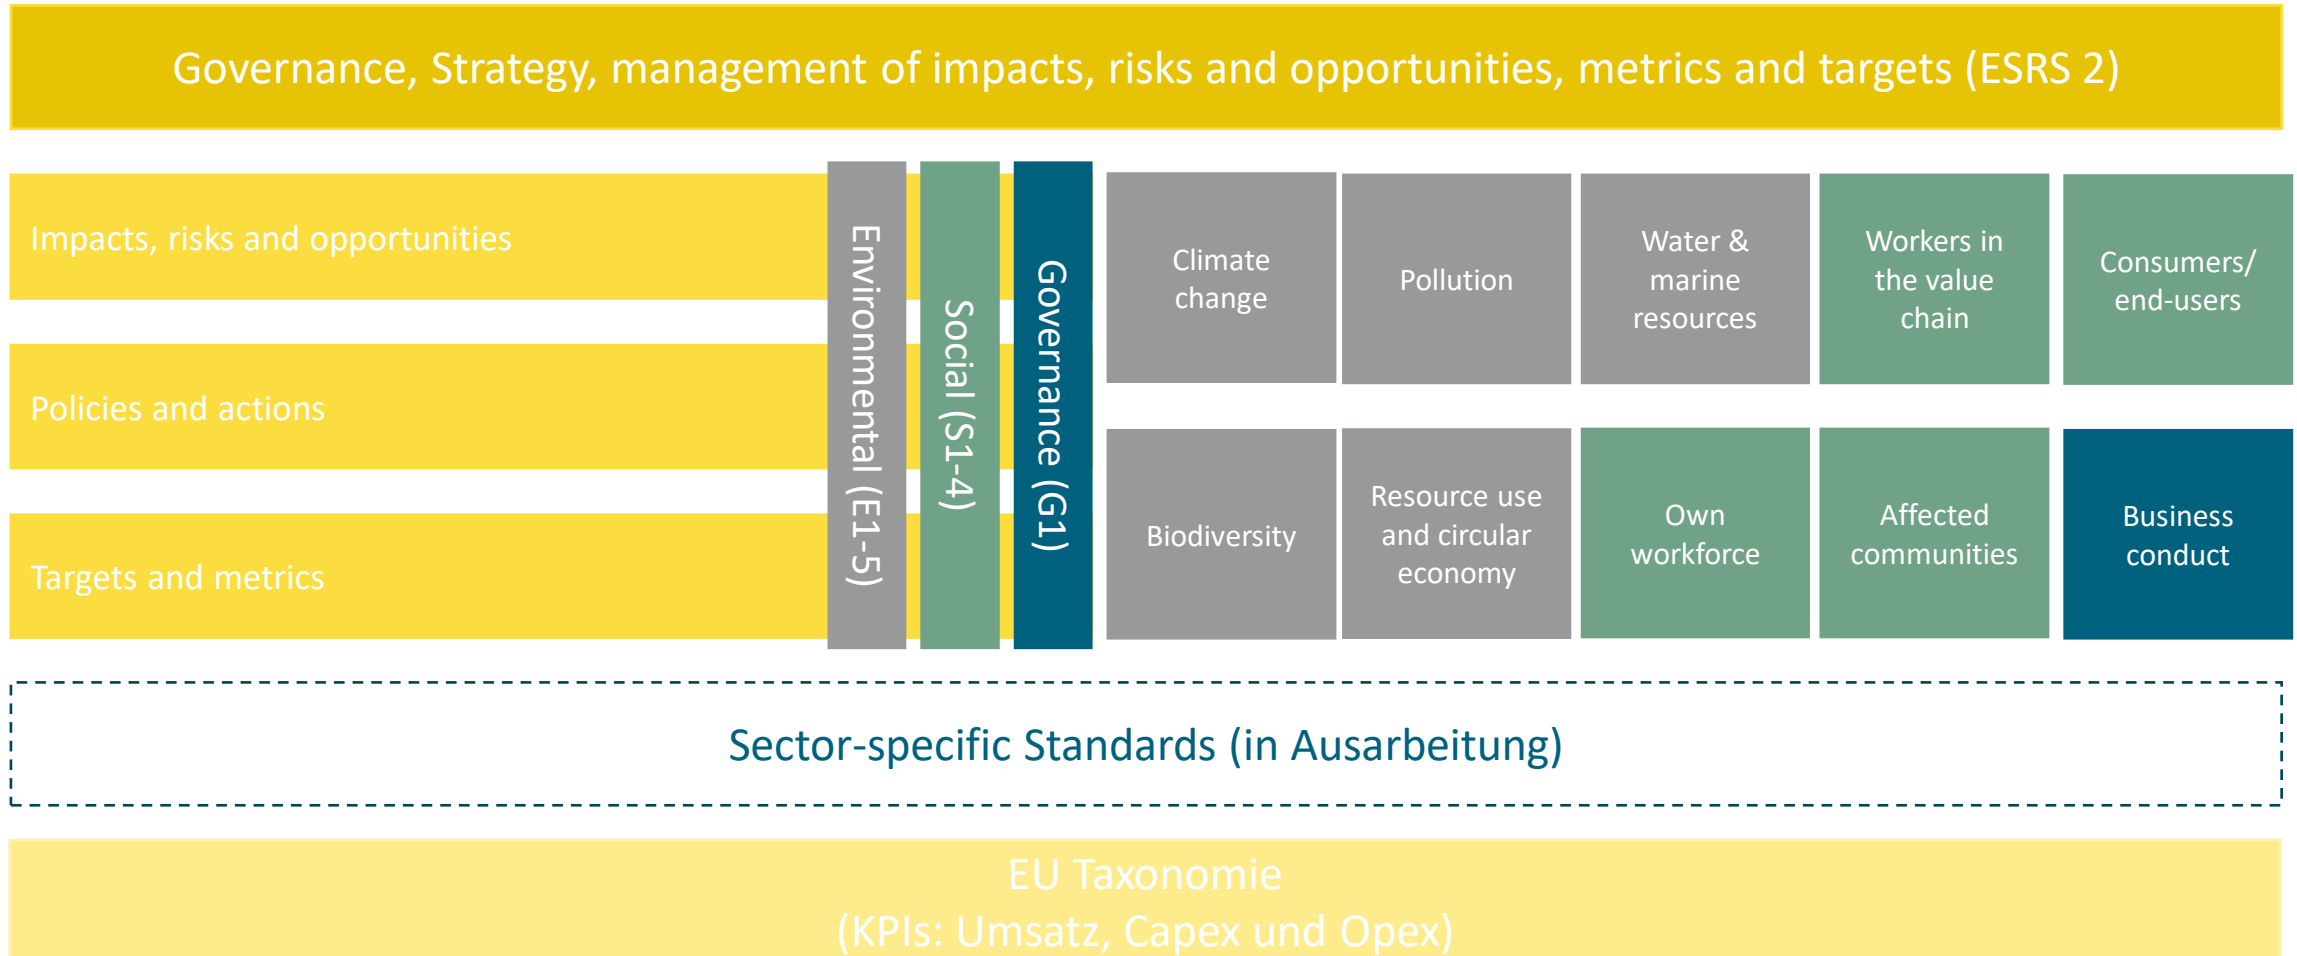 Governance, Strategy, management of impacts, risks and opportunities, metrics and targets (ESRS 2)
Impacts, risks and opportunities
Policies and actions
Targets and metrics
Environmental (E1-5)
Social (S1-4)
Governance (G1)
Climate
change
Pollution
Water &
marine
resources
Workers in
the value
chain
Consumers/
end-users
Biodiversity
Resource use
and circular
economy
Own
workforce
Affected
communities
Business
conduct
Sector-specific Standards (in Ausarbeitung)
EU Taxonomie
(KPIs: Umsatz, Capex und Opex)